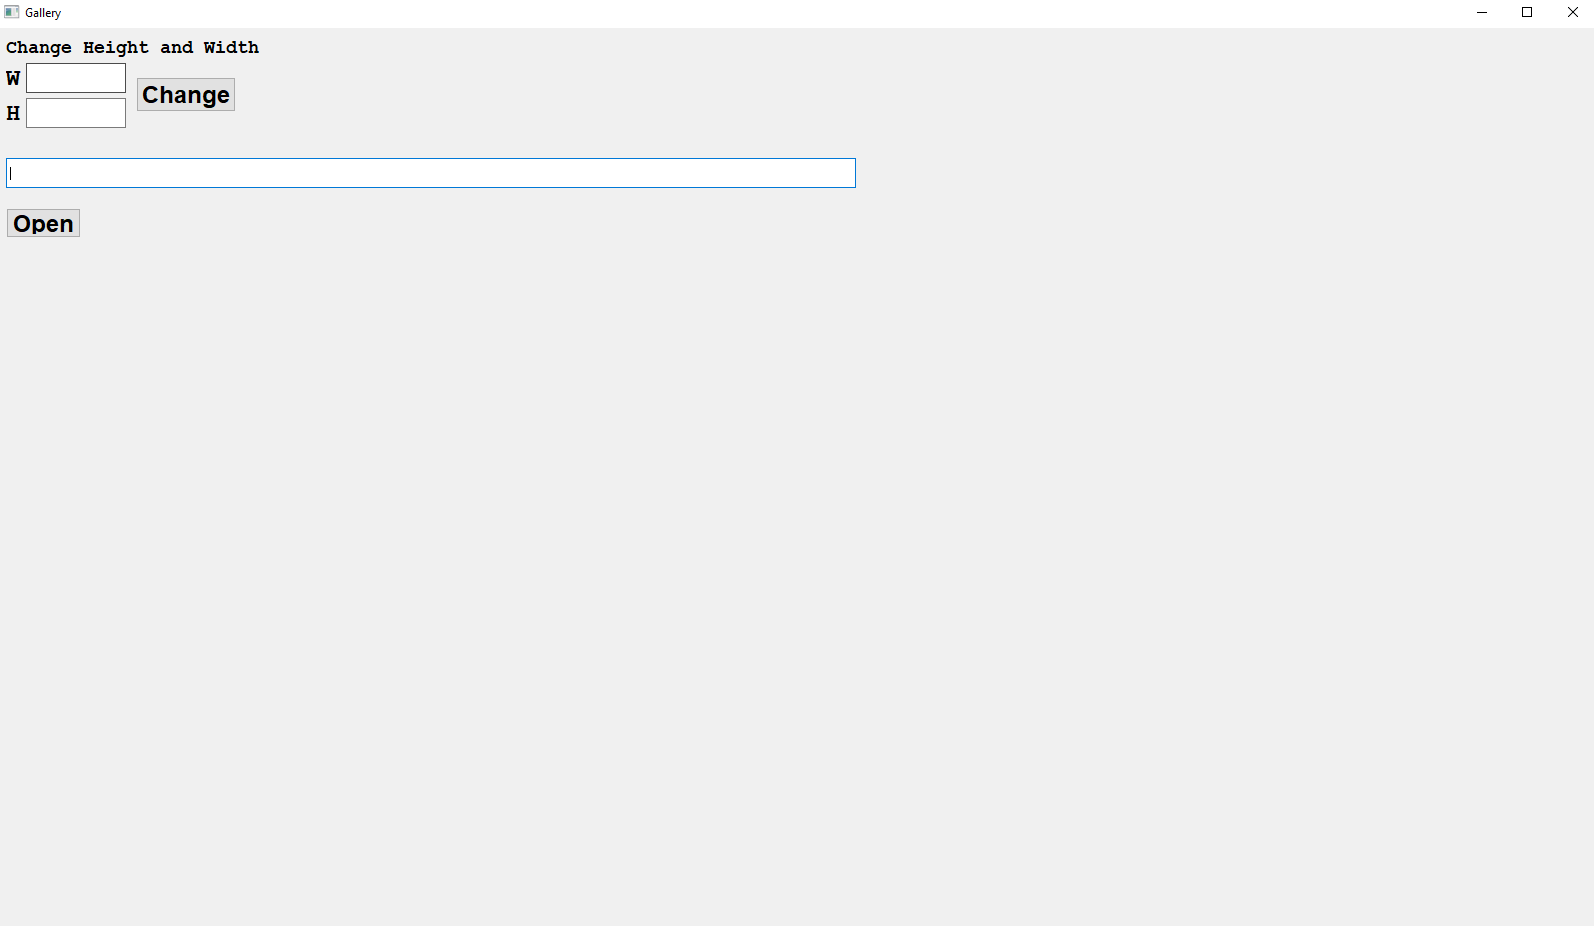 Gallery
Change Height and Width
W
Change
H
Open